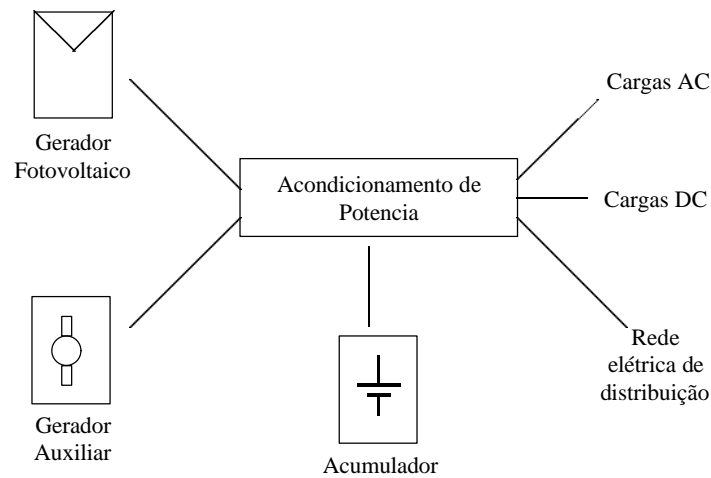 Gerador
Fotovoltaico
Cargas AC
Acondicionamento de
Potencia
Cargas DC
Gerador
Auxiliar
Acumulador
Rede
elétrica de
distribuição